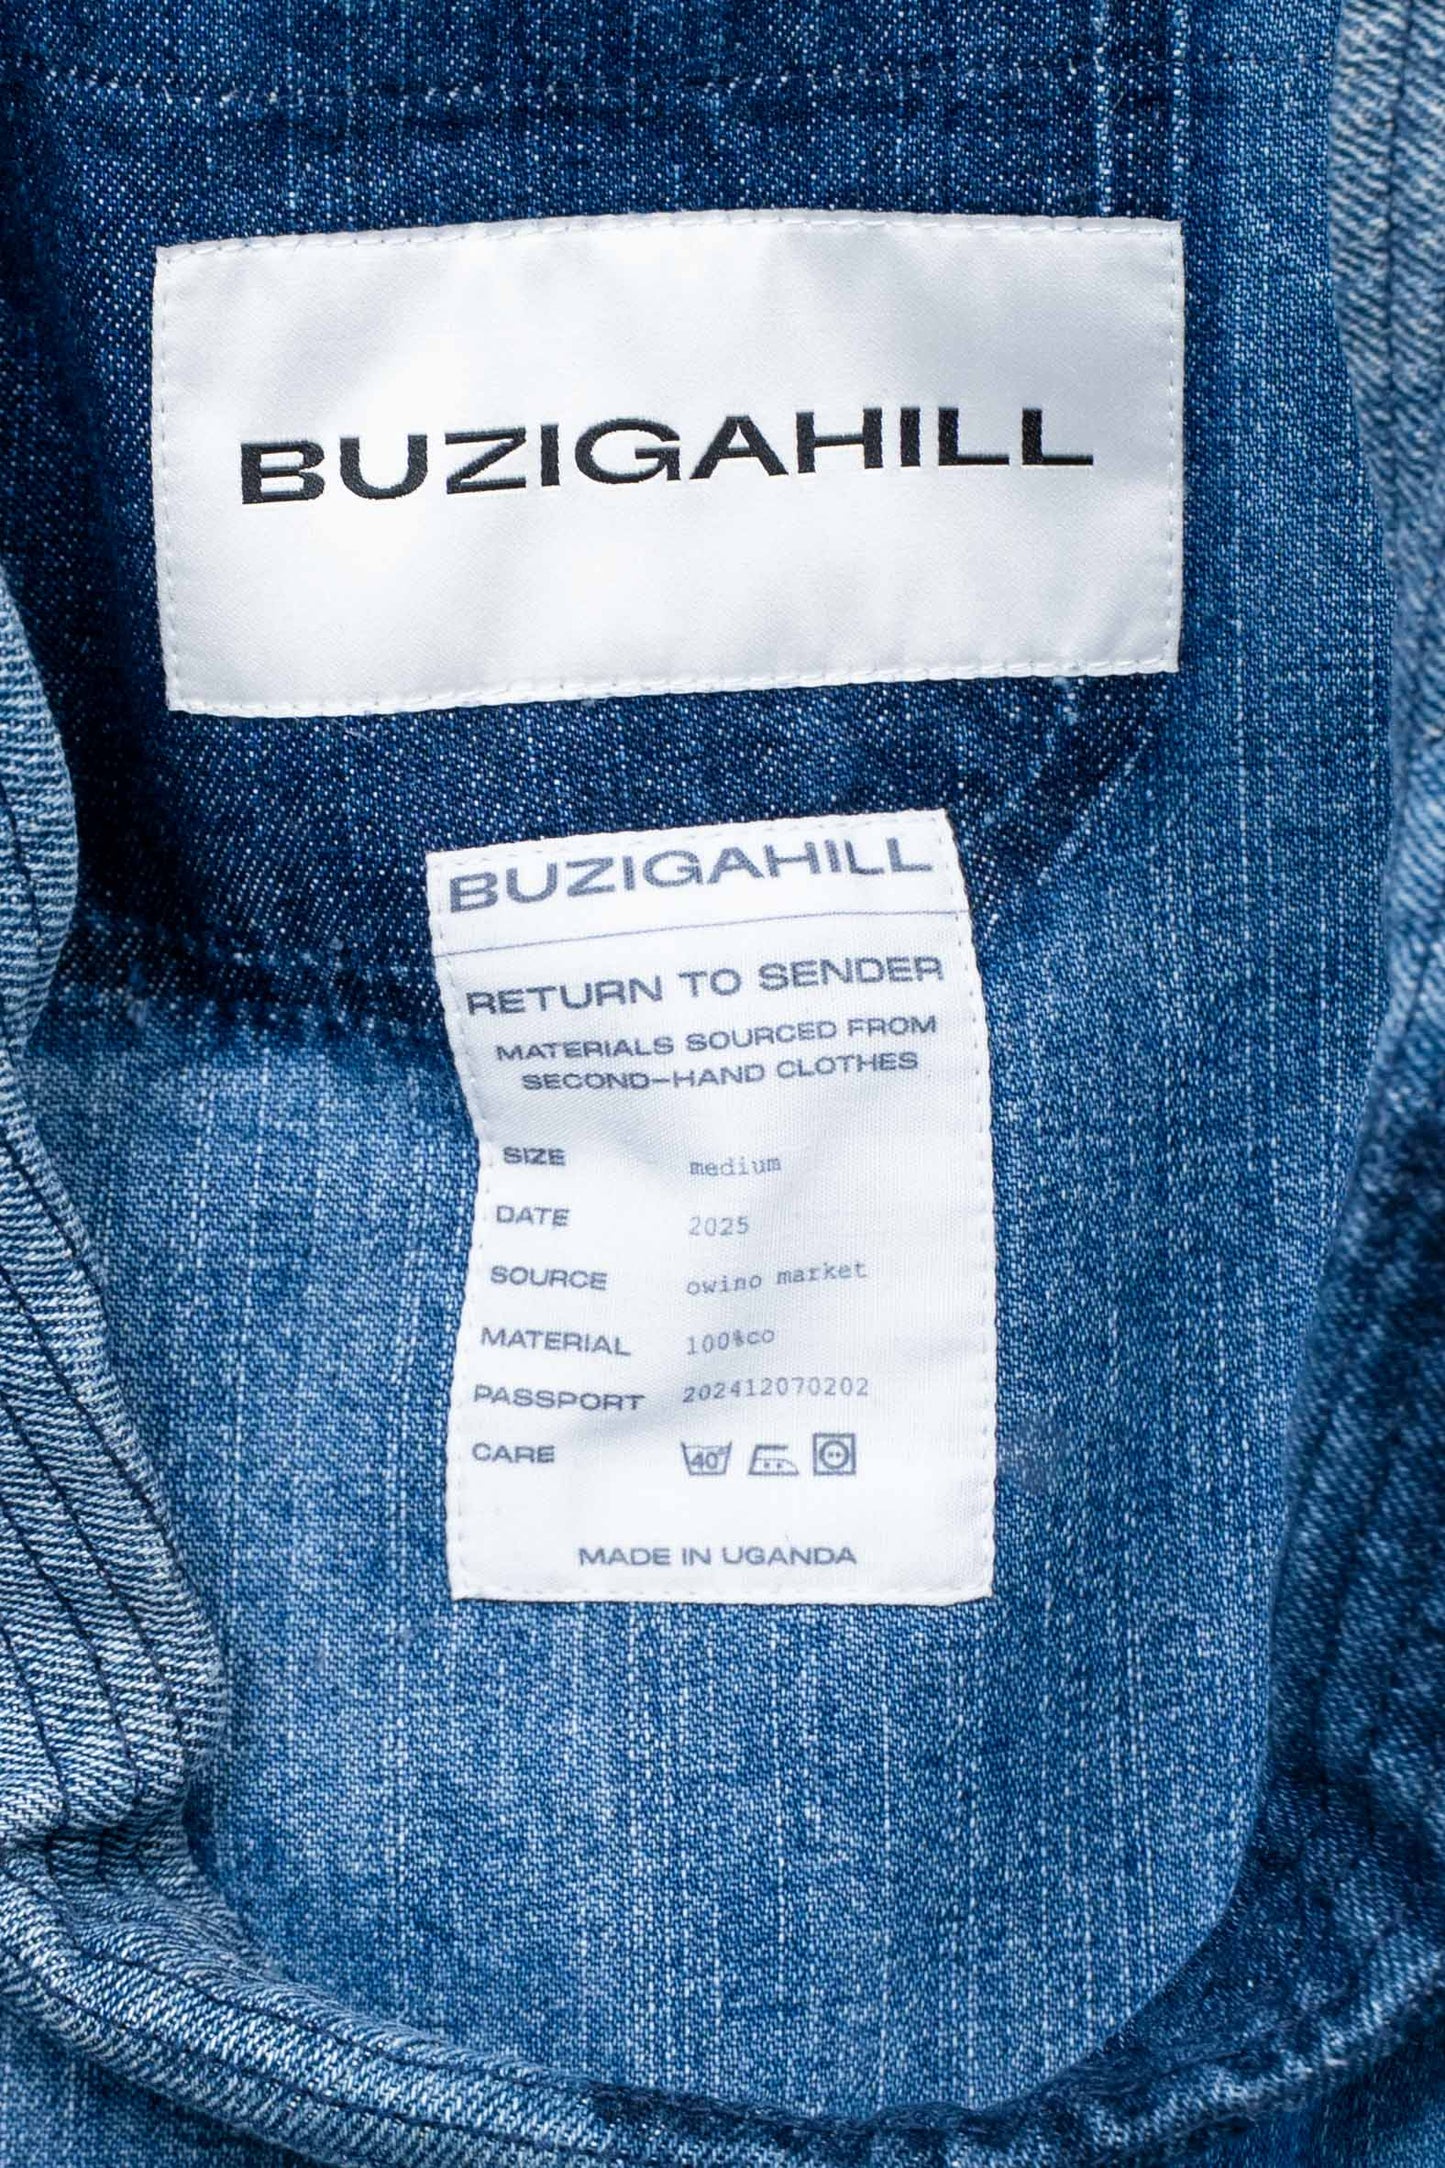 BUZIGAHILL
BUZIGAHILL
RETURN TO SENDER
MATERIALS SOURCED FROM
SECOND-HAND CLOTHES
SIZE medium
DATE 2025
SOURCE owino market
MATERIAL 100%co
PASSPORT 202412070202
CARE 40
MADE IN UGANDA